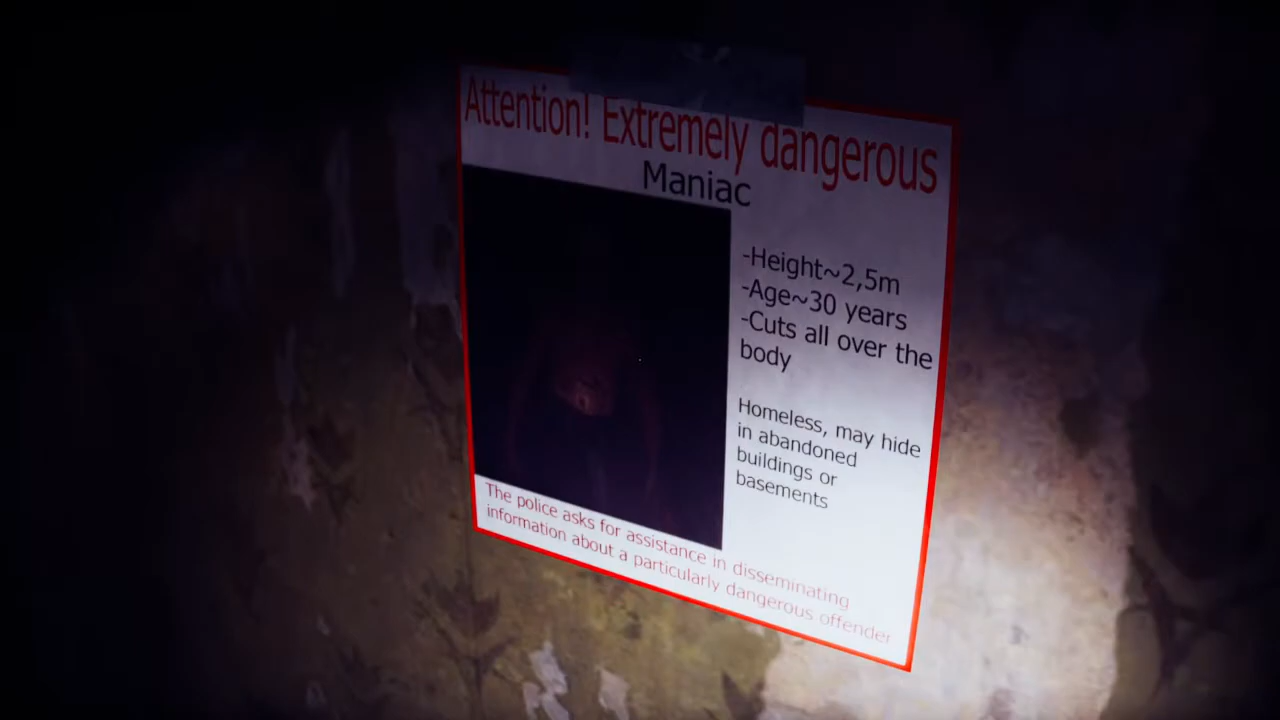 Attention! Extremely dangerous
Maniac
-Height~2,5m
-Age~30 years
-Cuts all over the
body
Homeless, may hide
in abandoned
buildings or
basements
The police asks for assistance in disseminating
information about a particularly dangerous offender